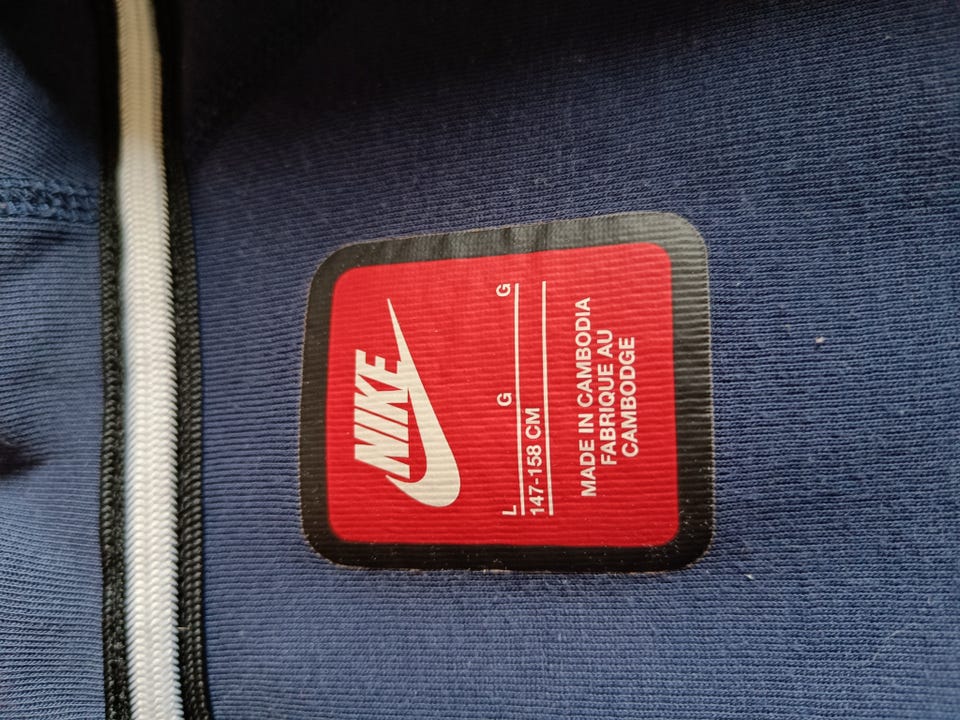 NIKE
L G G
147-158 CM
MADE IN CAMBODIA
FABRIQUE AU
CAMBODGE